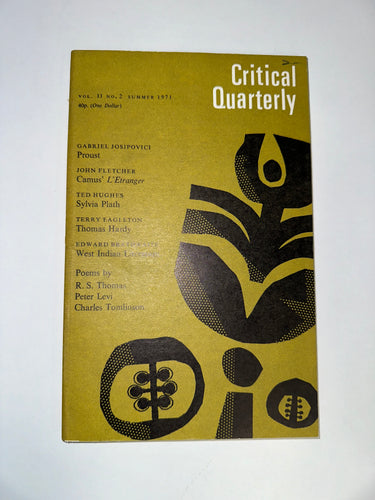 Critical
Quarterly
VOL. 13 NO. 2 SUMMER 1971
40p. (One Dollar)
GABRIEL JOSIPOVICI
Proust
JOHN FLETCHER
Camus' L'Etranger
TED HUGHES
Sylvia Plath
TERRY EAGLETON
Thomas Hardy
EDWARD
West Indian
Poems by
R. S. Thomas
Peter Levi
Charles Tomlinson